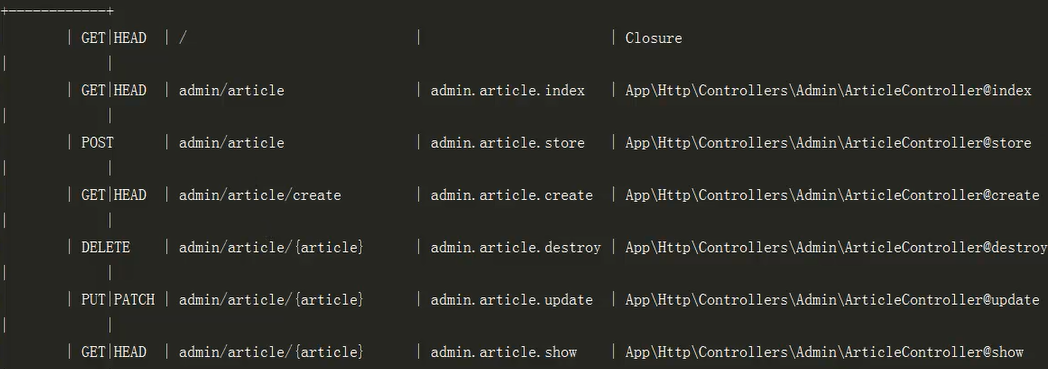 +------------+
| GET|HEAD | / | | Closure
| |
| GET|HEAD | admin/article | admin.article.index | App\Http\Controllers\Admin\ArticleController@index
| |
| POST | admin/article | admin.article.store | App\Http\Controllers\Admin\ArticleController@store
| |
| GET|HEAD | admin/article/create | admin.article.create | App\Http\Controllers\Admin\ArticleController@create
| |
| DELETE | admin/article/{article} | admin.article.destroy | App\Http\Controllers\Admin\ArticleController@destroy
| |
| PUT|PATCH | admin/article/{article} | admin.article.update | App\Http\Controllers\Admin\ArticleController@update
| |
| GET|HEAD | admin/article/{article} | admin.article.show | App\Http\Controllers\Admin\ArticleController@show